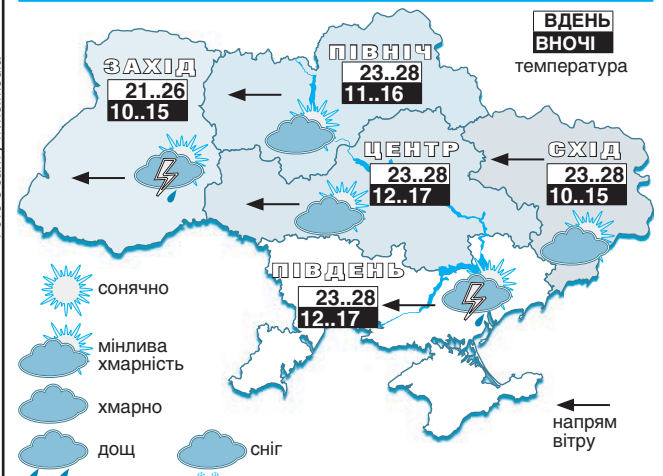 ВДЕНЬ
ВНОЧІ
температура
ПІВНІЧ
23..28
11..16
ЗАХІД
21..26
10..15
ЦЕНТР
23..28
12..17
СХІД
23..28
10..15
ПІВДЕНЬ
23..28
12..17
сонячно
мінлива
хмарність
хмарно
дощ
сніг
напрям
вітру